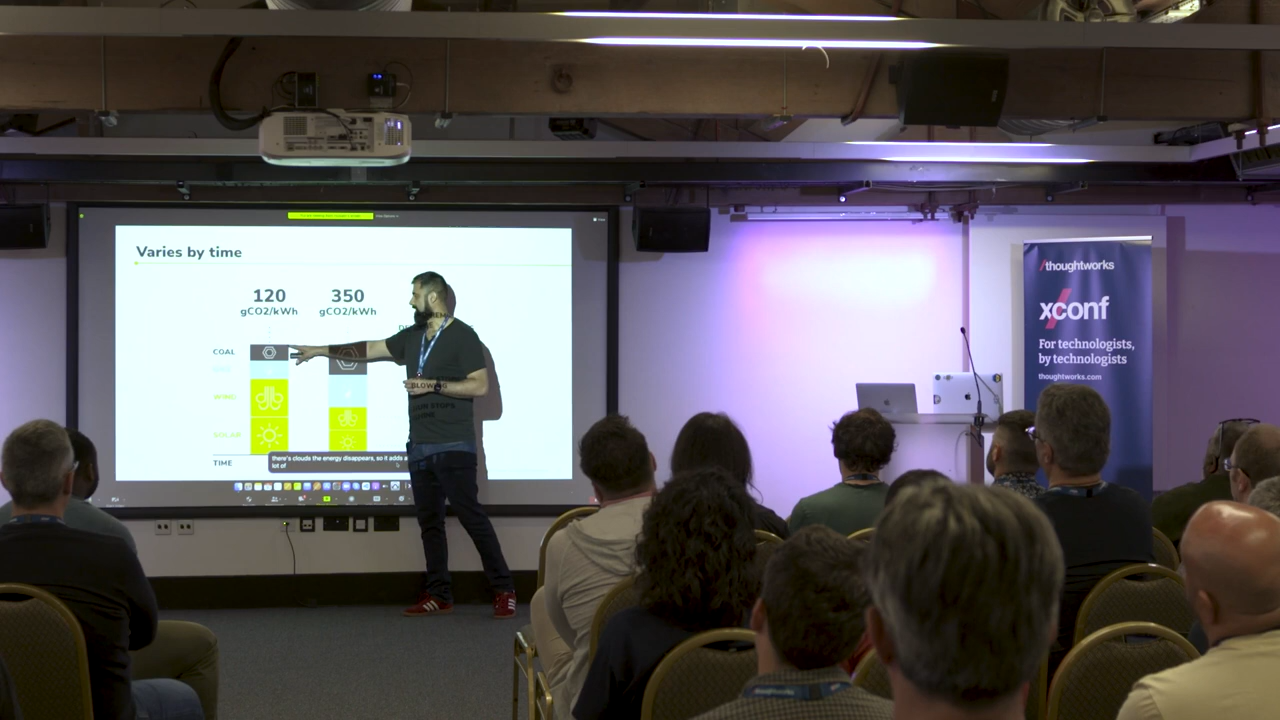 Varies by time
120
gCO2/kWh
350
gCO2/kWh
COAL
WIND
SOLAR
BLOWING
TIME
there's clouds the energy disappears, so it adds a
lot of
/thoughtworks
xconf
For technologists,
by technologists
thoughtworks.com